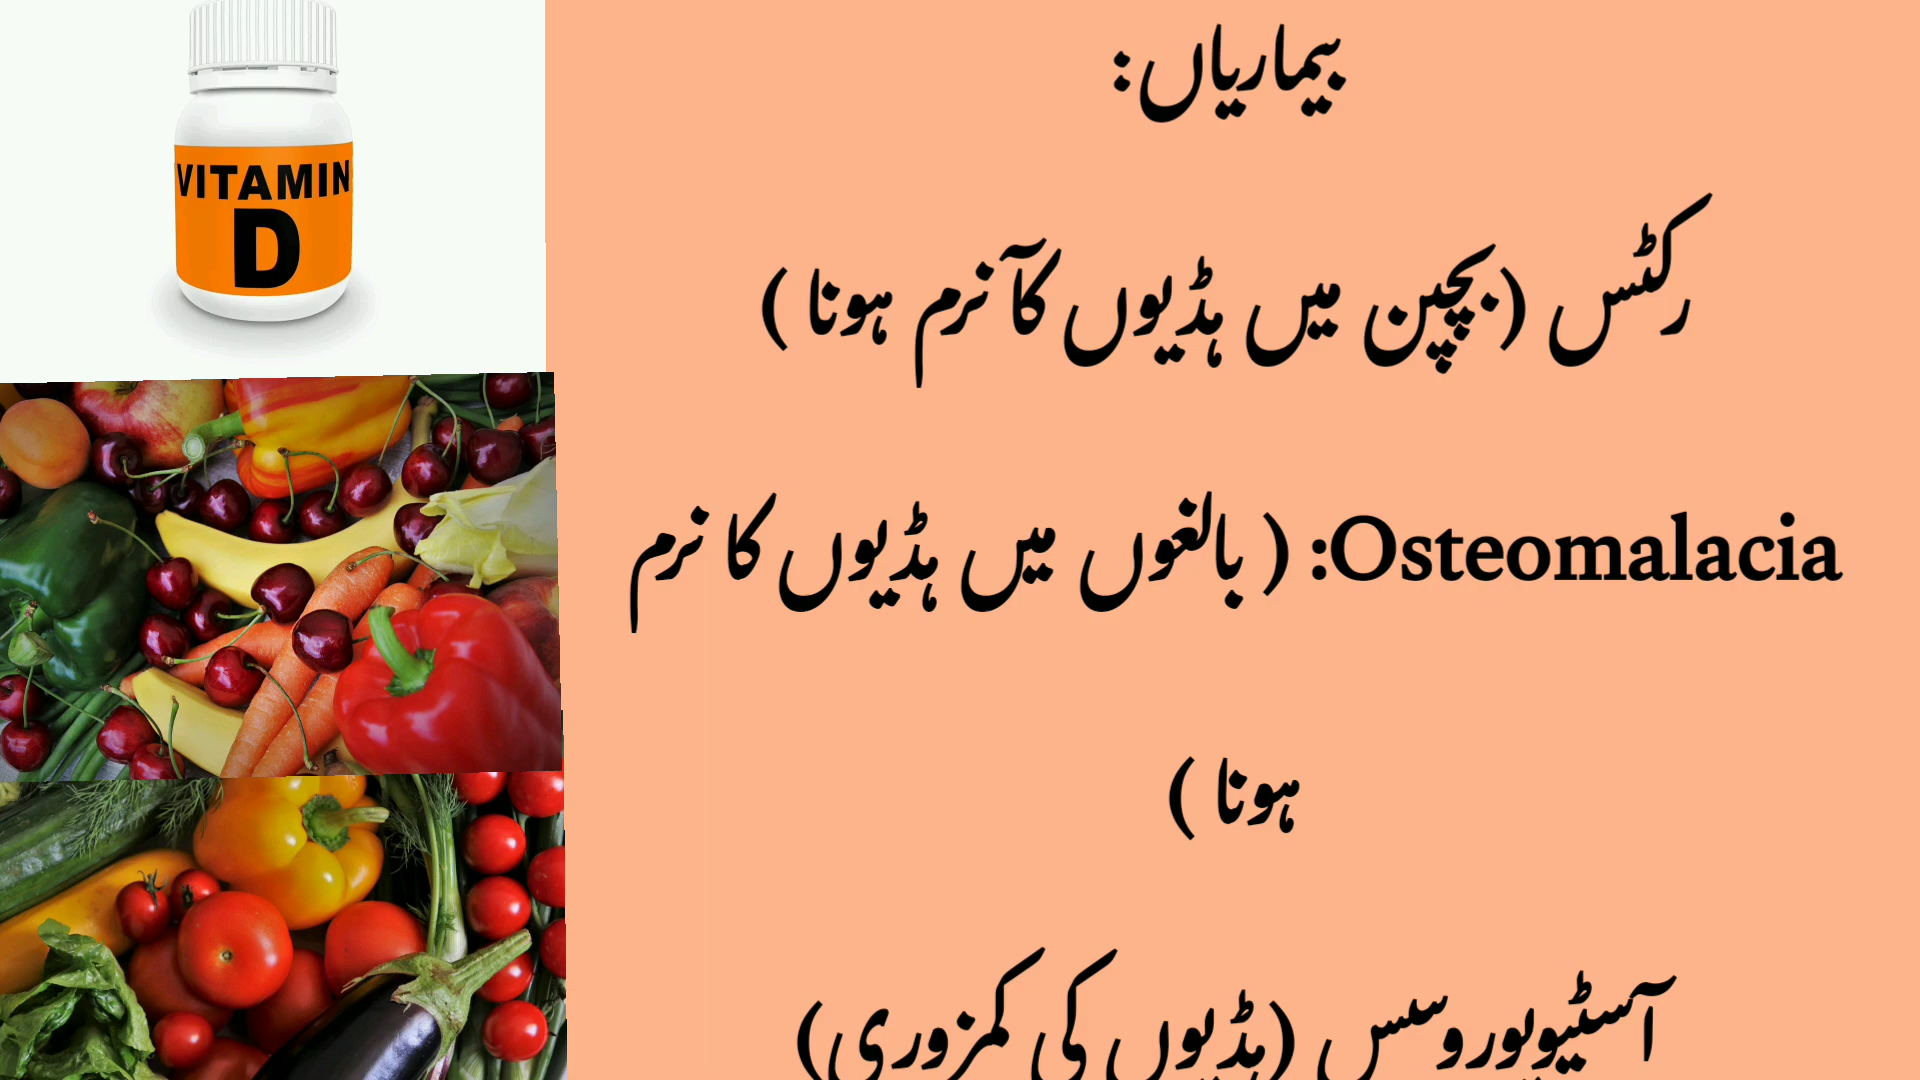 VITAMIN
D
بیماریاں:
رکٹس (بچپن میں ہڈیوں کا آنرم ہونا )
Osteomalacia: ( بالغوں میں ہڈیوں کا نرم
ہونا )
آسٹیوپوروسس (ہڈیوں کی کمزوری)